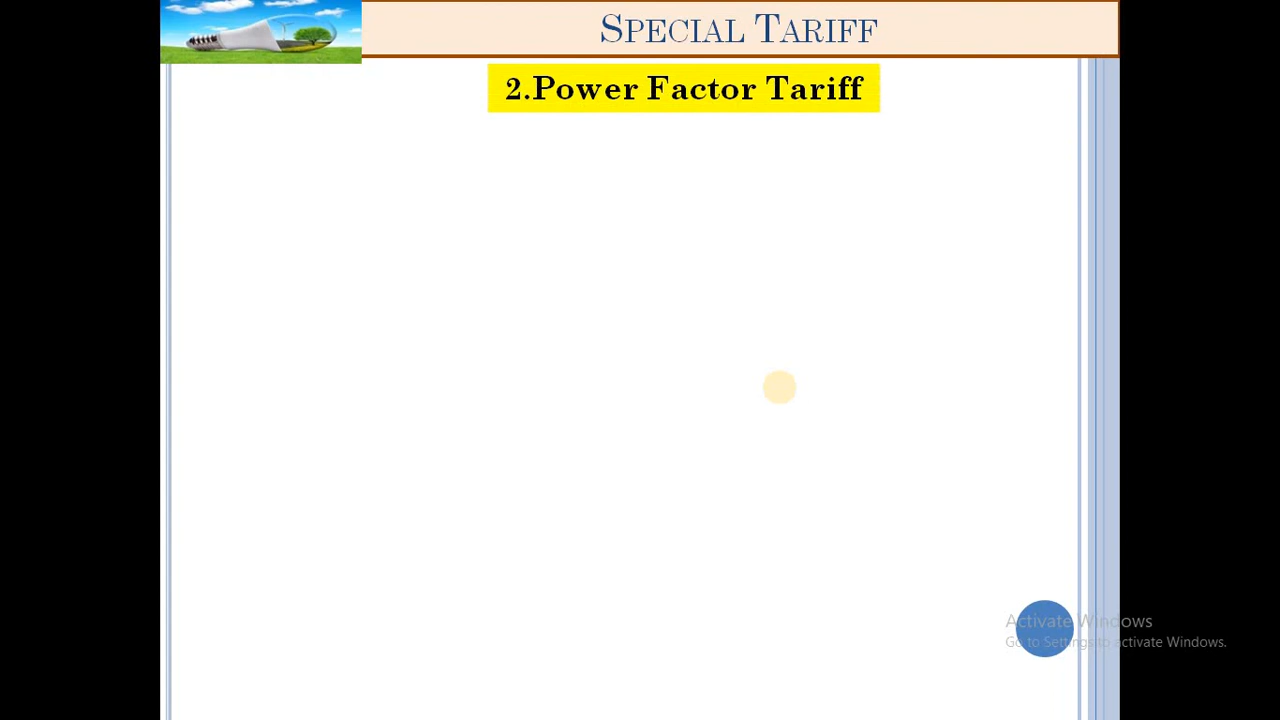 SPECIAL TARIFF
2.Power Factor Tariff
Activate Windows
Go to Settings to activate Windows.